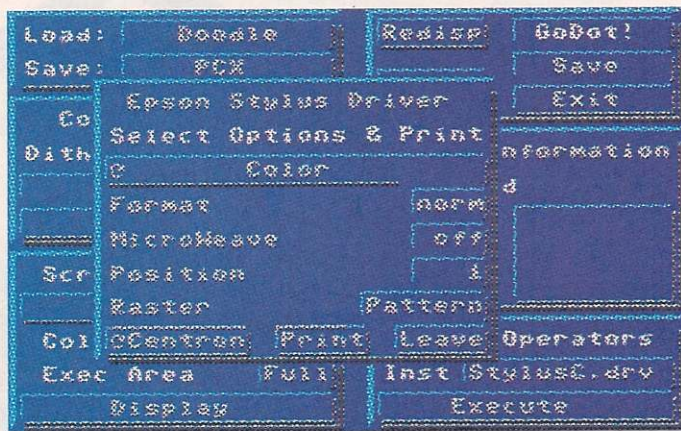 Load: Doodle Redisp GoDot!
Save: PCX Save
Epson Stylus Driver Exit
Co Select Options & Print
Dith nformation
C Color d
Format norm
MicroWeave off
Scr Position 1
Raster Pattern
Col cCentron Print Leave Operators
Exec Area Full Inst StylusC.drv
Display Execute